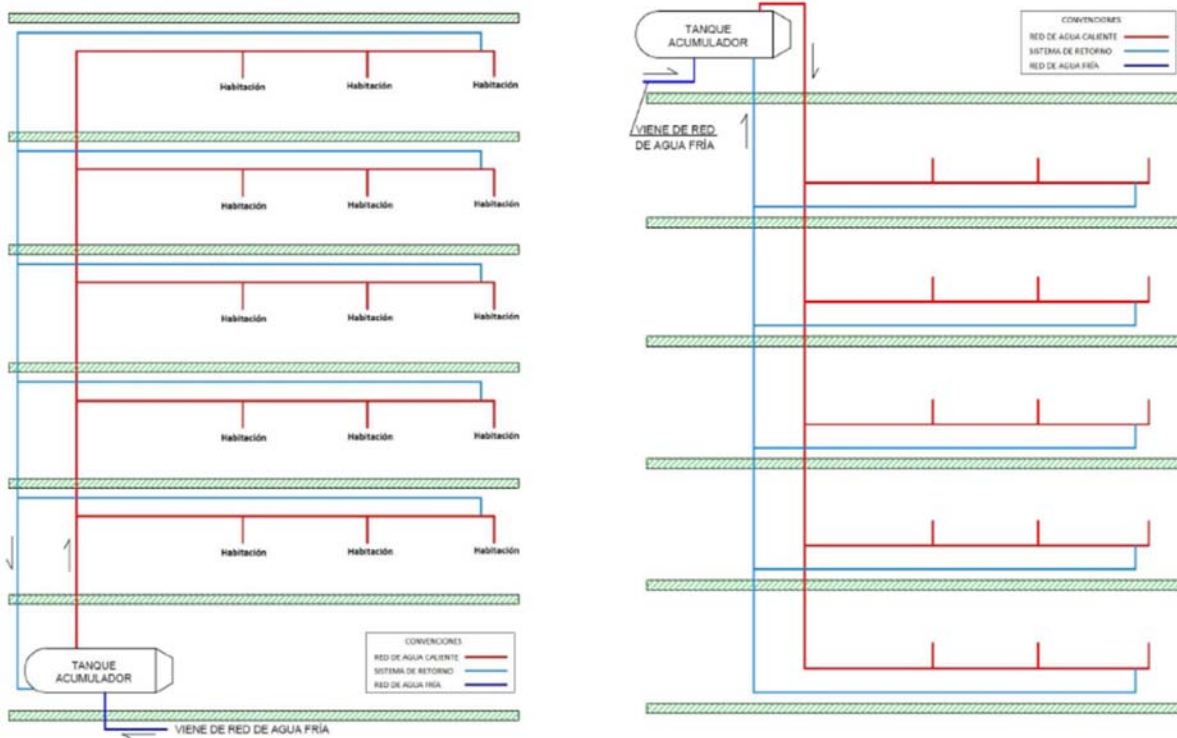 Habitación Habitación Habitación
Habitación Habitación Habitación
Habitación Habitación Habitación
Habitación Habitación Habitación
Habitación Habitación Habitación
TANQUE
ACUMULADOR
CONVENCIONES
RED DE AGUA CALIENTE
SISTEMA DE RETORNO
RED DE AGUA FRÍA
VIENE DE RED DE AGUA FRÍA
TANQUE
ACUMULADOR
CONVENCIONES
RED DE AGUA CALIENTE
SISTEMA DE RETORNO
RED DE AGUA FRÍA
VIENE DE RED
DE AGUA FRÍA